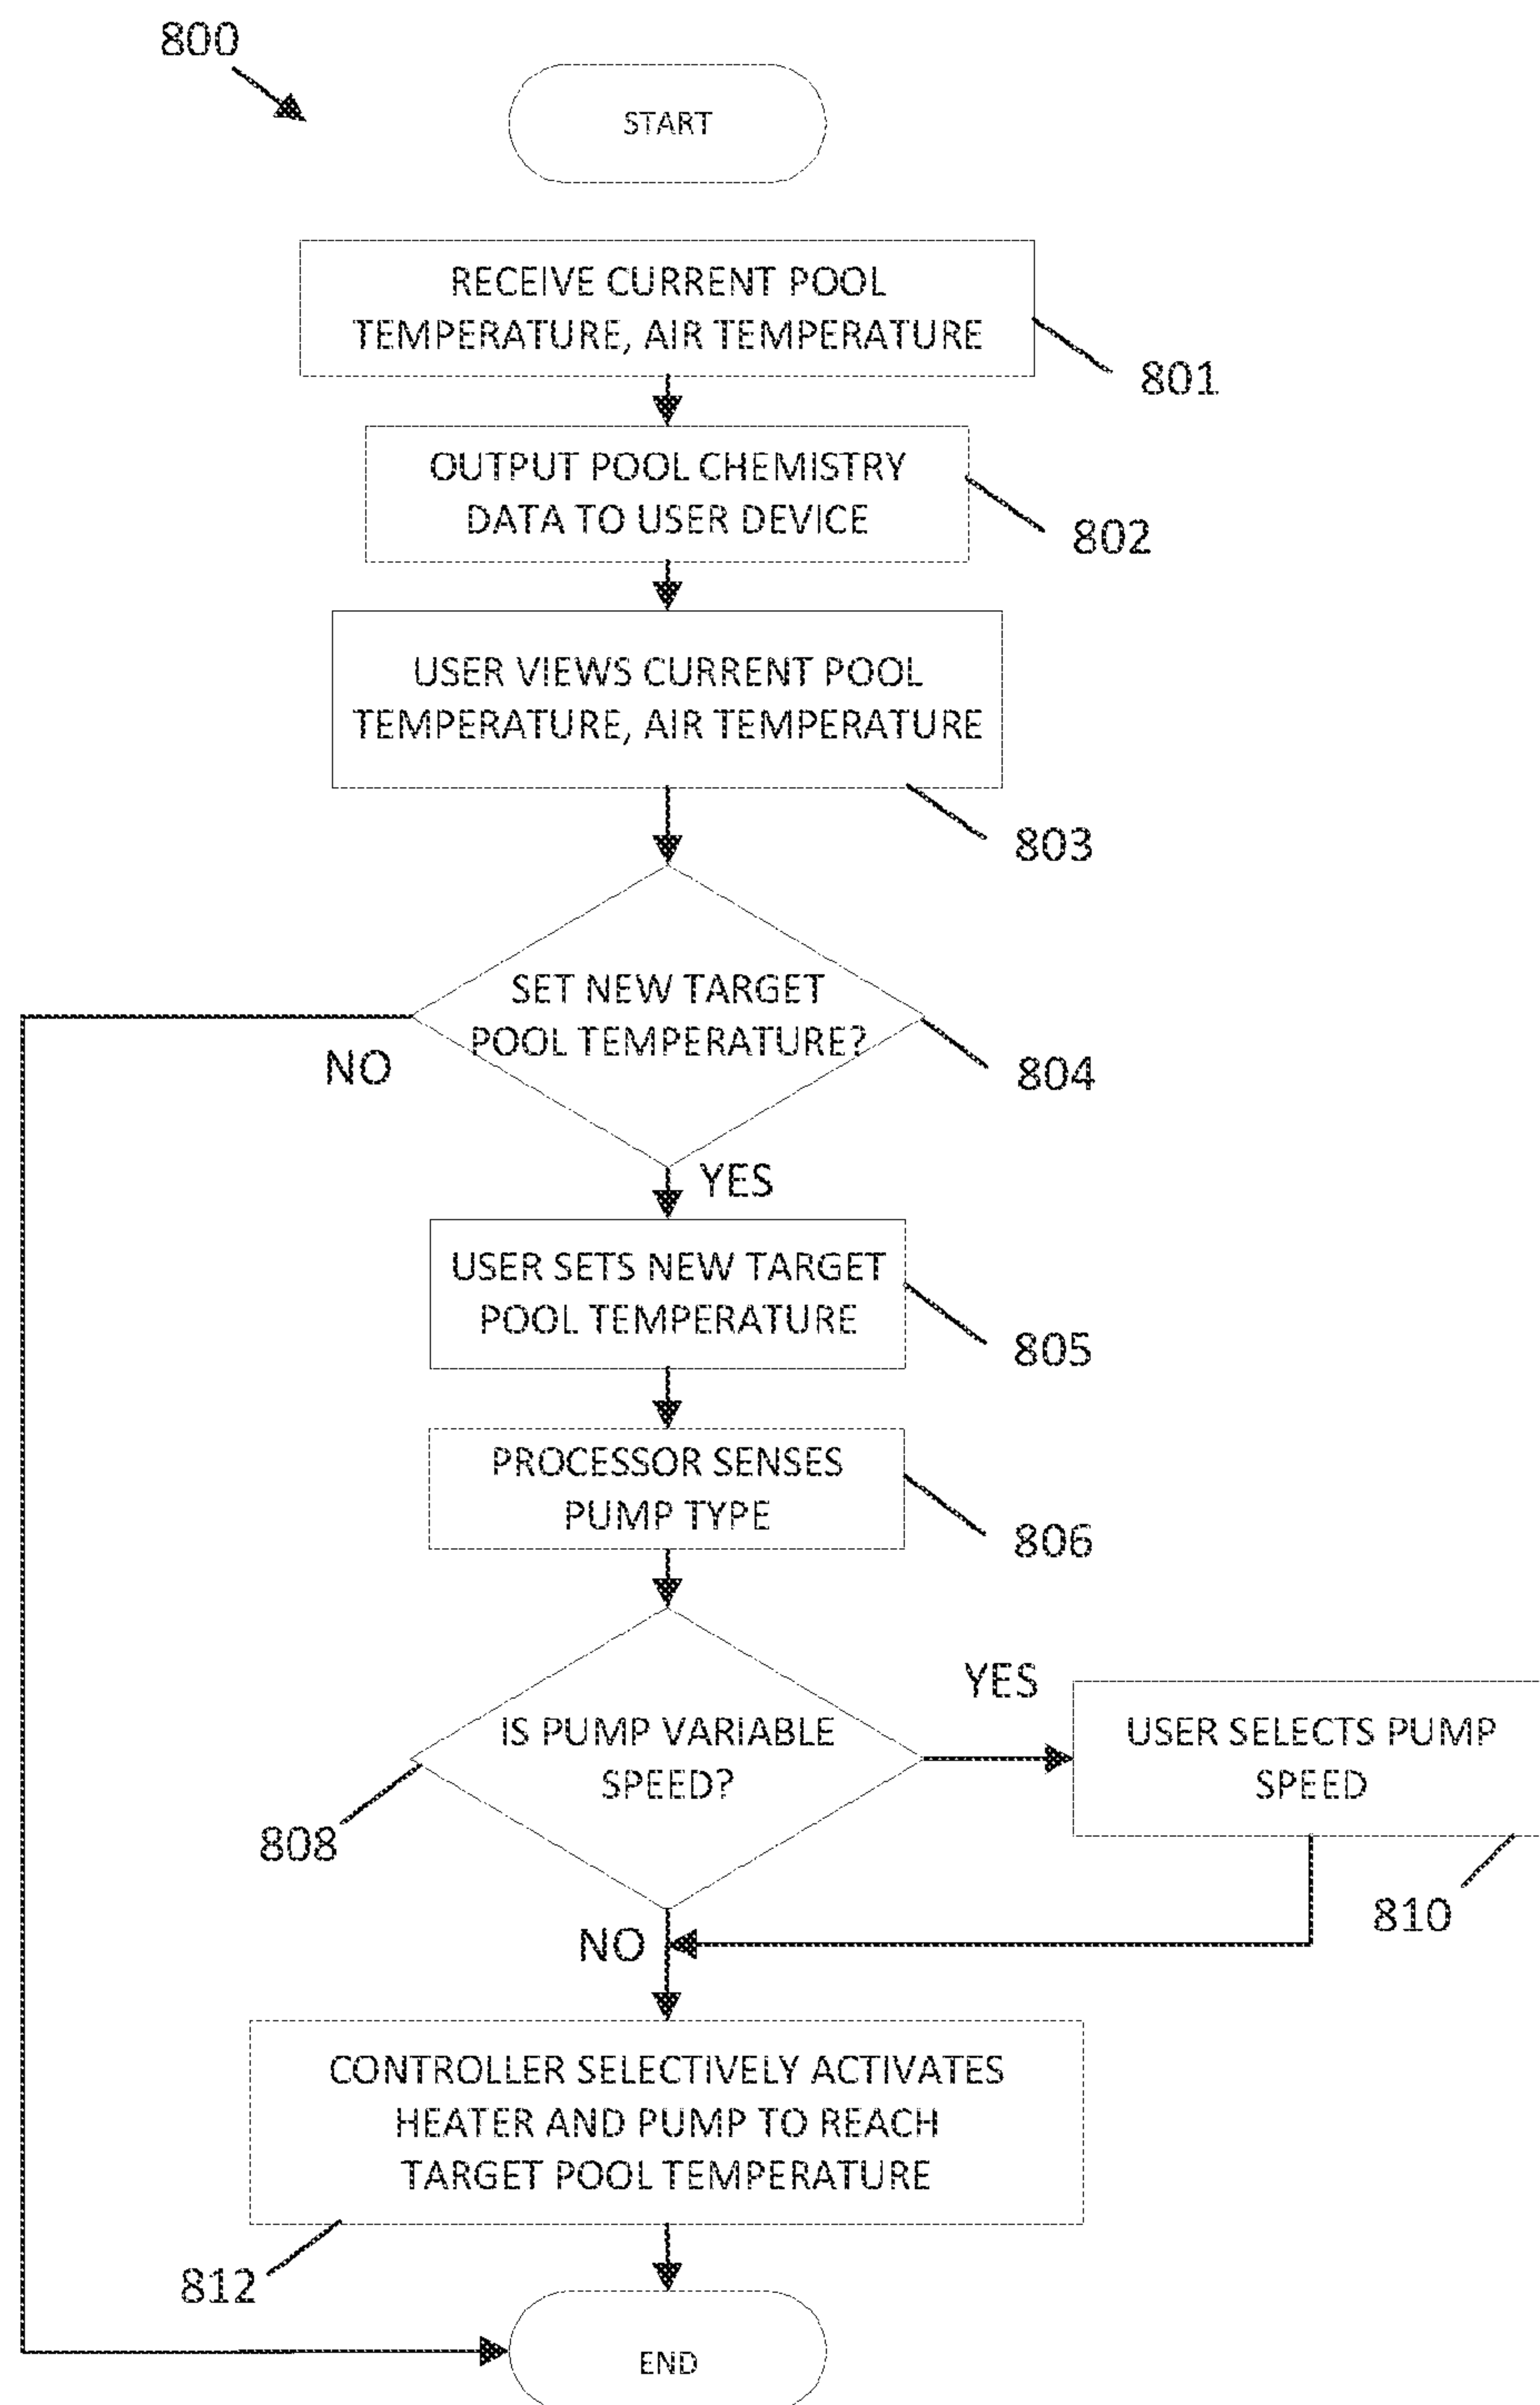 800
START
RECEIVE CURRENT POOL
TEMPERATURE, AIR TEMPERATURE
801
OUTPUT POOL CHEMISTRY
DATA TO USER DEVICE
802
USER VIEWS CURRENT POOL
TEMPERATURE, AIR TEMPERATURE
803
SET NEW TARGET
POOL TEMPERATURE?
804
NO
YES
USER SETS NEW TARGET
POOL TEMPERATURE
805
PROCESSOR SENSES
PUMP TYPE
806
IS PUMP VARIABLE
SPEED?
808
YES
USER SELECTS PUMP
SPEED
810
NO
CONTROLLER SELECTIVELY ACTIVATES
HEATER AND PUMP TO REACH
TARGET POOL TEMPERATURE
812
END